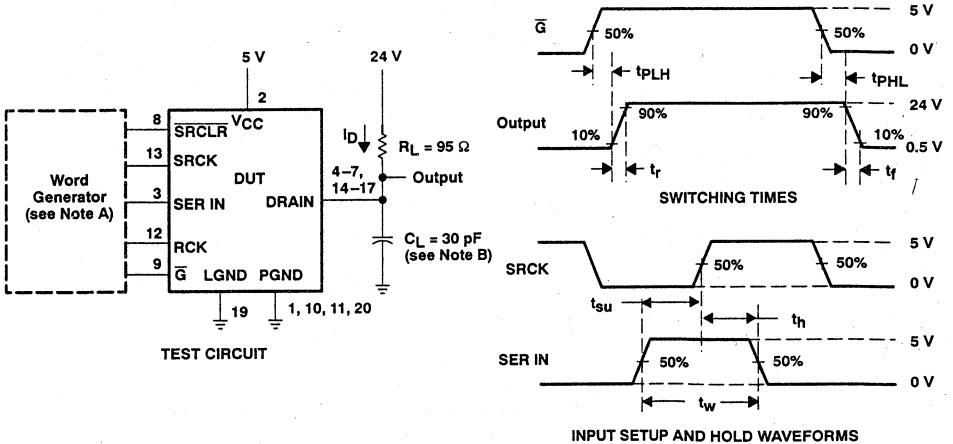 5 V
2
24 V
8
SRCLR
VCC
13
SRCK
DUT
3
SER IN
DRAIN
12
RCK
9
G
LGND
PGND
19
1, 10, 11, 20
Word
Generator
(see Note A)
ID
RL = 95 Ω
4–7,
14–17
Output
CL = 30 pF
(see Note B)
TEST CIRCUIT
G
50%
50%
5 V
0 V
tPLH
tPHL
Output
10%
90%
90%
10%
24 V
0.5 V
tr
tf
SWITCHING TIMES
SRCK
50%
50%
5 V
0 V
tsu
th
SER IN
50%
50%
5 V
0 V
tw
INPUT SETUP AND HOLD WAVEFORMS